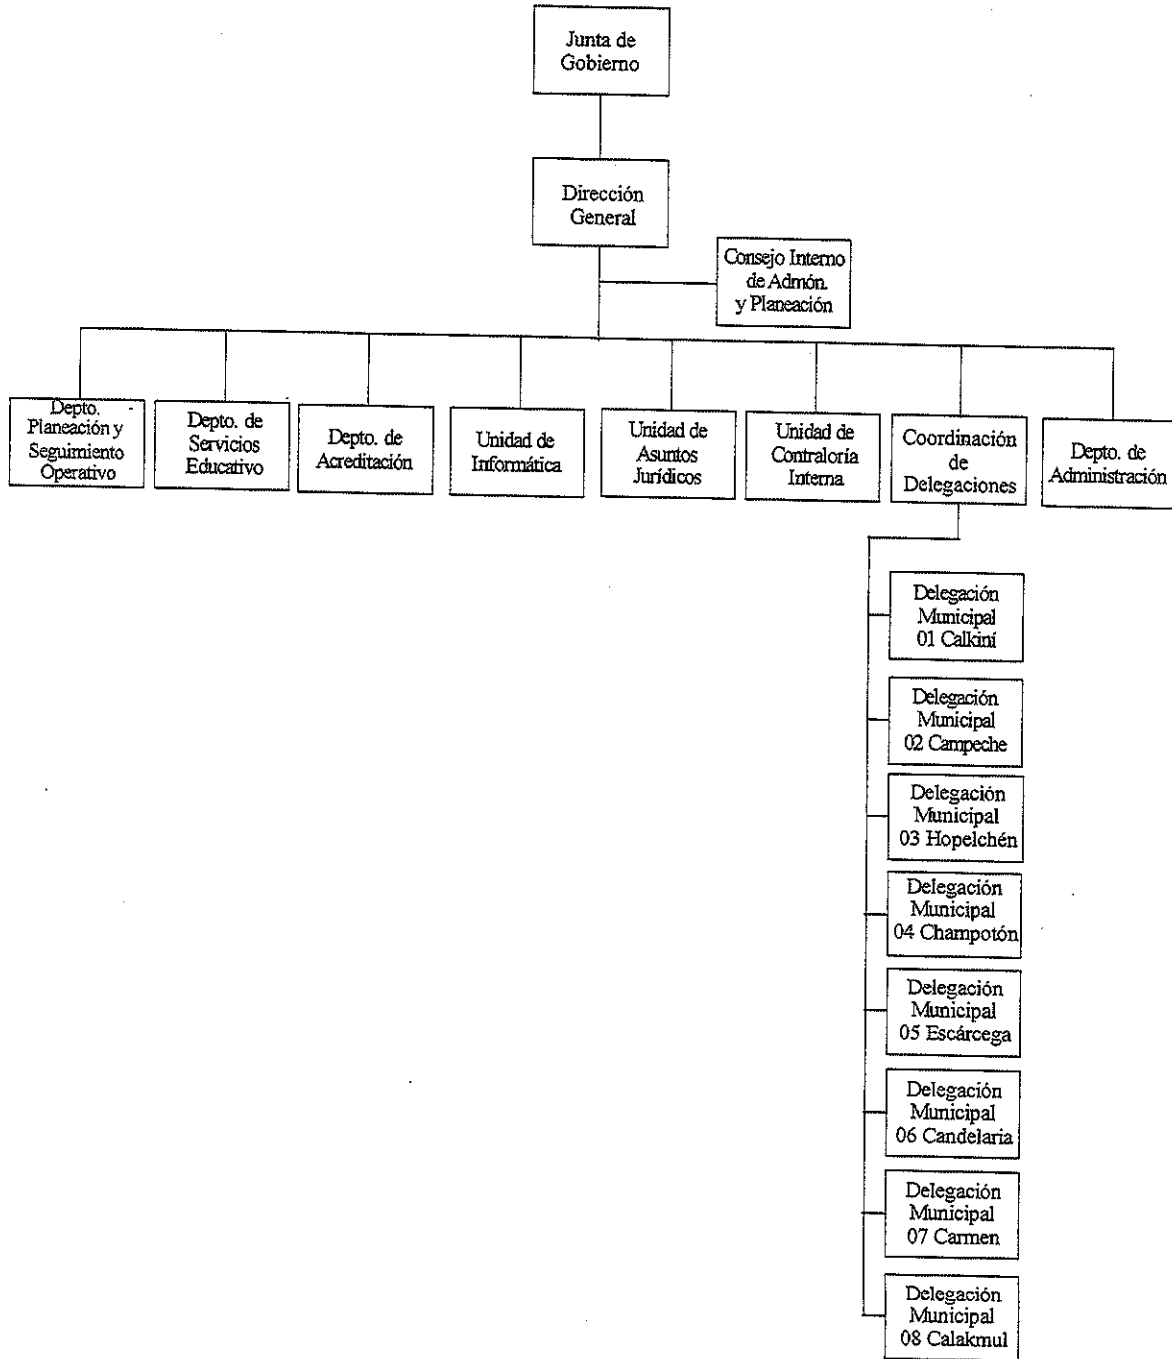 Junta de
Gobierno
Dirección
General
Consejo Interno
de Admón.
y Planeación
Depto.
Planeación y
Seguimiento
Operativo
Depto. de
Servicios
Educativo
Depto. de
Acreditación
Unidad de
Informática
Unidad de
Asuntos
Jurídicos
Unidad de
Contraloría
Interna
Coordinación
de
Delegaciones
Depto. de
Administración
Delegación
Municipal
01 Calkiní
Delegación
Municipal
02 Campeche
Delegación
Municipal
03 Hopelchén
Delegación
Municipal
04 Champotón
Delegación
Municipal
05 Escárcega
Delegación
Municipal
06 Candelaria
Delegación
Municipal
07 Carmen
Delegación
Municipal
08 Calakmul